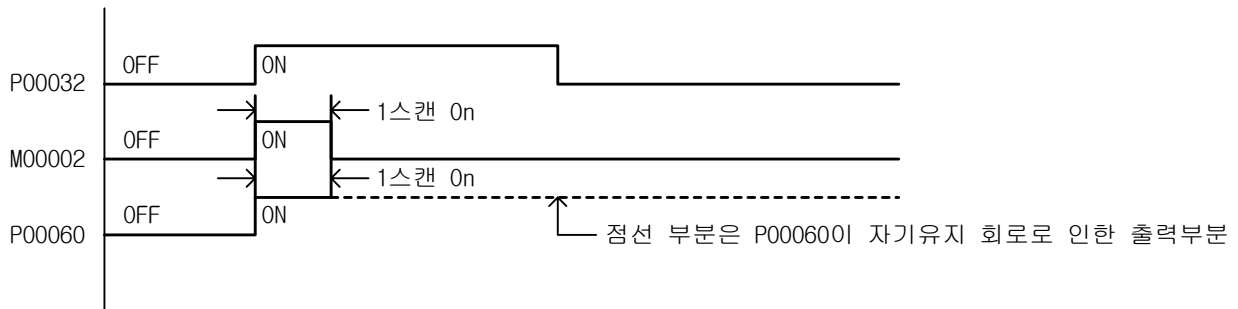 OFF
ON
P00032
1스캔 On
OFF
ON
M00002
1스캔 On
OFF
ON
P00060
점선 부분은 P00060이 자기유지 회로로 인한 출력부분